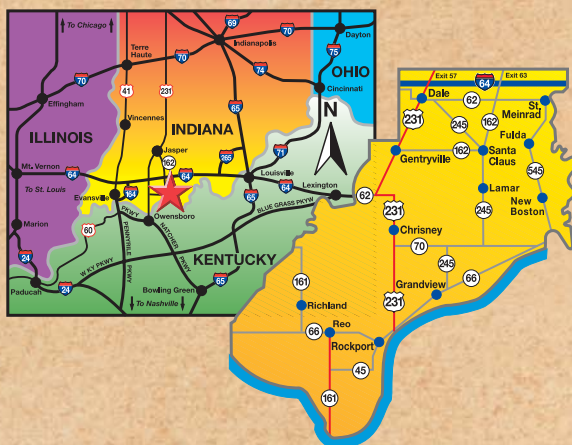 To Chicago
69
70
Dayton
75
Indianapolis
Terre
Haute
70
70
74
OHIO
Cincinnati
41
231
65
Effingham
Vincennes
ILLINOIS
INDIANA
N
Jasper
162
265
71
Mt. Vernon
64
Louisville
64
To St. Louis
164
Lexington
Evansville
Owensboro
65
BLUE GRASS PKYW
Marion
60
PKWY
PENNYRILE
NATCHER
PKWY
KENTUCKY
24
W KY PKWY
65
Paducah
24
Bowling Green
To Nashville
Exit 57
64
Exit 63
Dale
62
St.
Meinrad
231
245
162
Fulda
Gentryville
162
Santa
Claus
545
62
Lamar
New
Boston
231
245
Chrisney
70
161
245
Grandview
66
231
Richland
66
Reo
Rockport
45
161